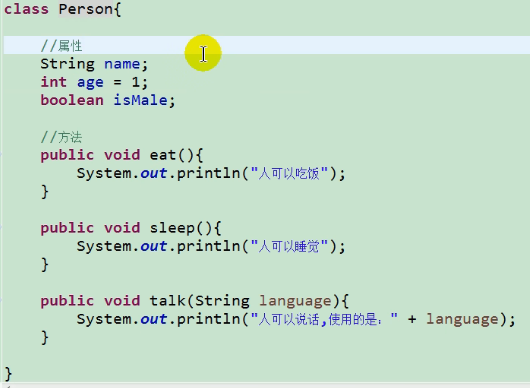 class Person{
//属性
String name;
int age = 1;
boolean isMale;
//方法
public void eat(){
System.out.println("人可以吃饭");
}
public void sleep(){
System.out.println("人可以睡觉");
}
public void talk(String language){
System.out.println("人可以说话,使用的是：" + language);
}
}